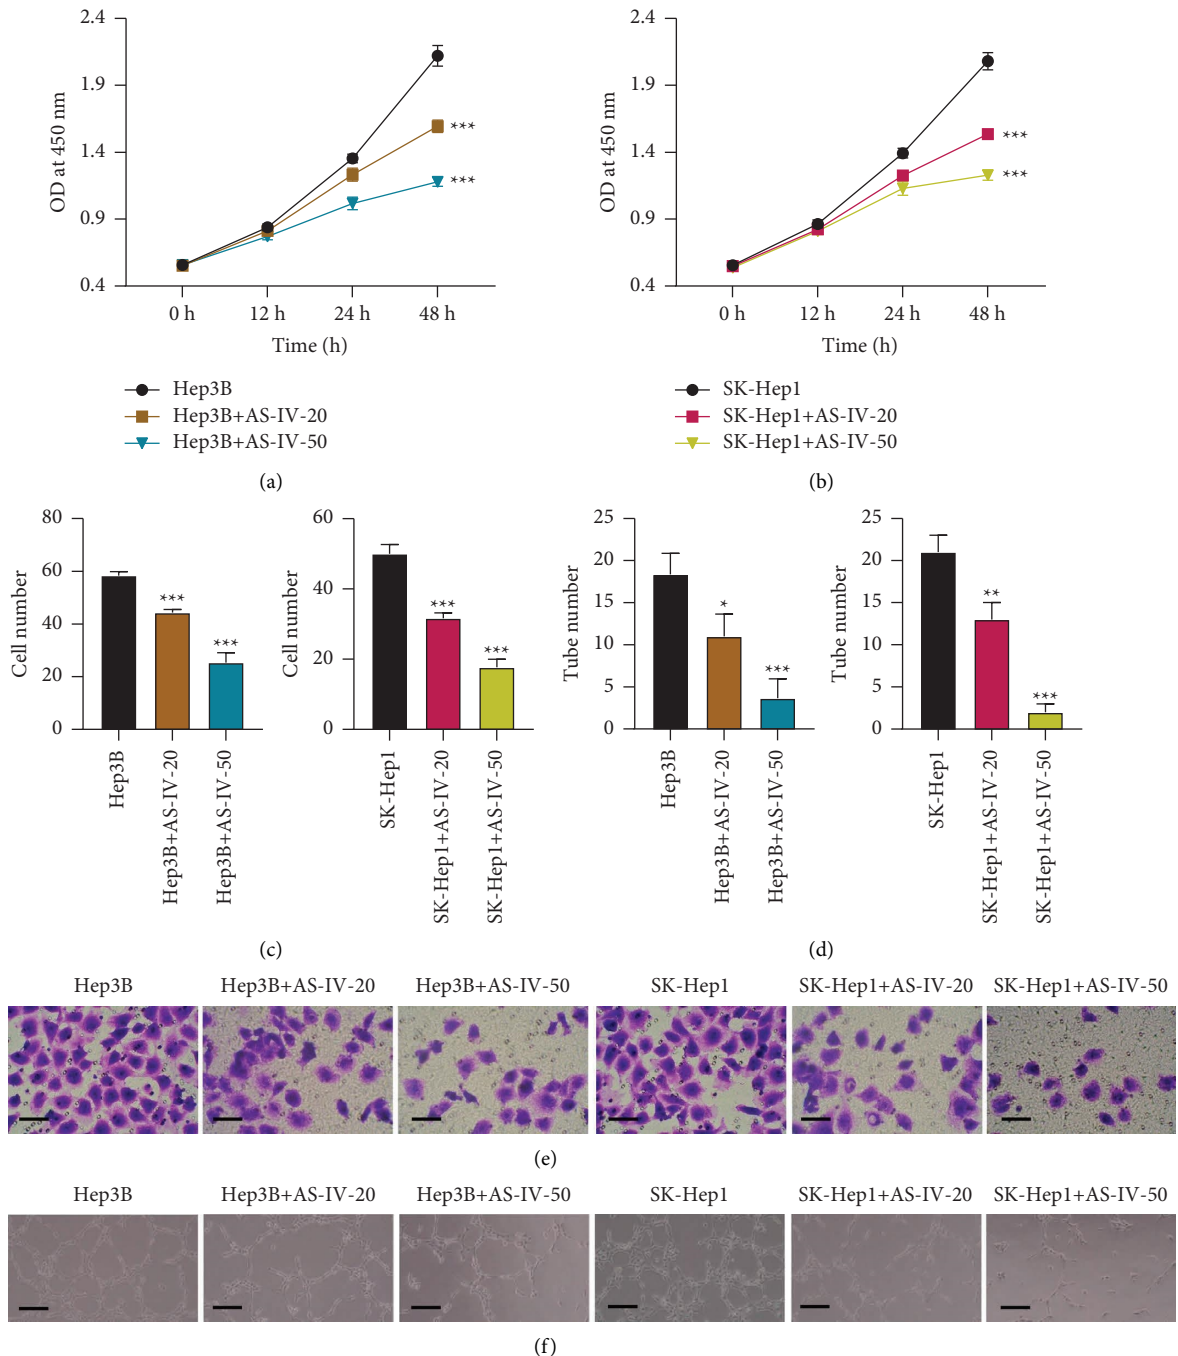 2.4
1.9
1.4
0.9
0.4
OD at 450 nm
***
***
0 h 12 h 24 h 48 h
Time (h)
Hep3B
Hep3B+AS-IV-20
Hep3B+AS-IV-50
(a)
2.4
1.9
1.4
0.9
0.4
OD at 450 nm
***
***
0 h 12 h 24 h 48 h
Time (h)
SK-Hep1
SK-Hep1+AS-IV-20
SK-Hep1+AS-IV-50
(b)
80
60
40
20
0
Cell number
***
***
Hep3B
Hep3B+AS-IV-20
Hep3B+AS-IV-50
60
40
20
0
Cell number
***
***
SK-Hep1
SK-Hep1+AS-IV-20
SK-Hep1+AS-IV-50
(c)
25
20
15
10
5
0
Tube number
*
***
Hep3B
Hep3B+AS-IV-20
Hep3B+AS-IV-50
25
20
15
10
5
0
Tube number
**
***
SK-Hep1
SK-Hep1+AS-IV-20
SK-Hep1+AS-IV-50
(d)
Hep3B Hep3B+AS-IV-20 Hep3B+AS-IV-50 SK-Hep1 SK-Hep1+AS-IV-20 SK-Hep1+AS-IV-50
(e)
Hep3B Hep3B+AS-IV-20 Hep3B+AS-IV-50 SK-Hep1 SK-Hep1+AS-IV-20 SK-Hep1+AS-IV-50
(f)